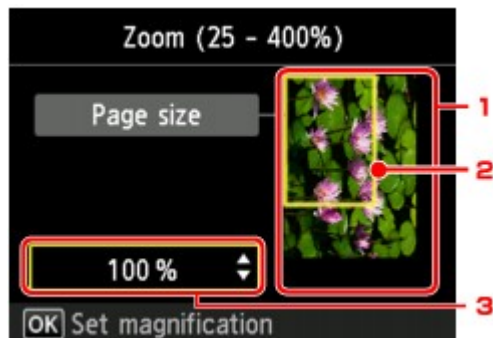 Zoom (25 - 400%)
Page size
1
2
100 %
3
OK Set magnification